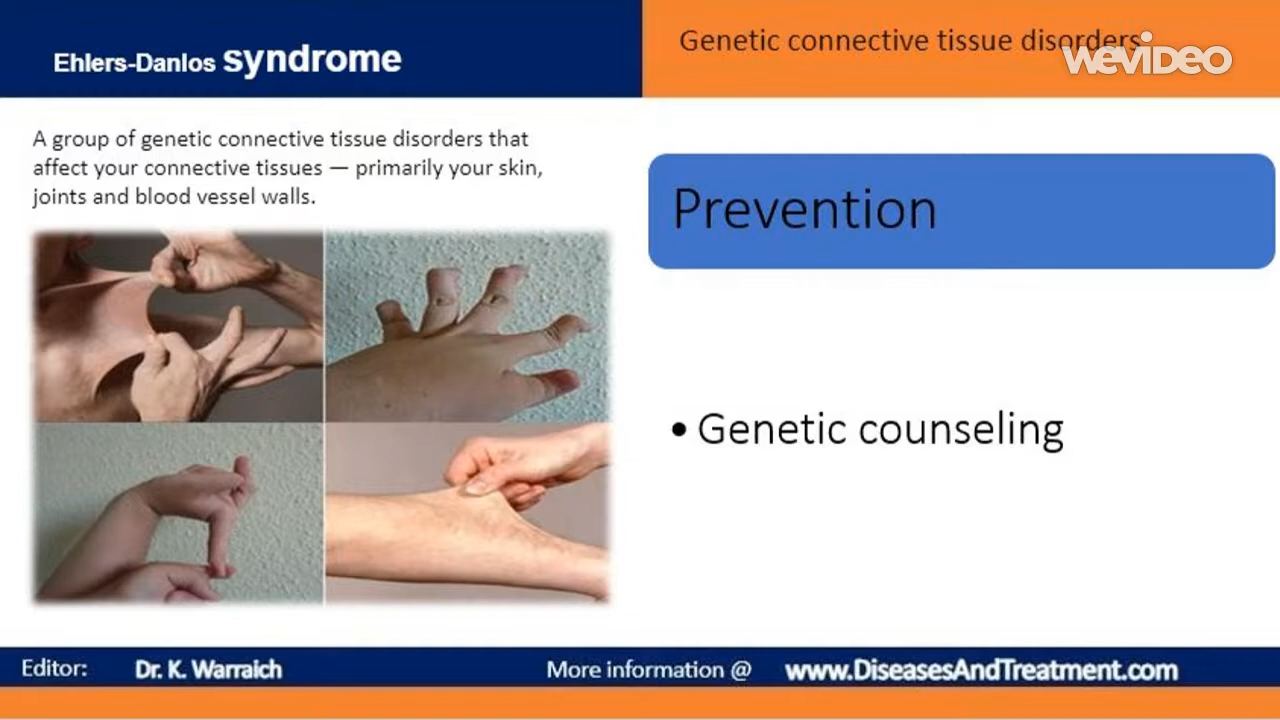 Ehlers-Danlos syndrome
Genetic connective tissue disorders
WEVIDEO
A group of genetic connective tissue disorders that
affect your connective tissues — primarily your skin,
joints and blood vessel walls.
Prevention
• Genetic counseling
Editor: Dr. K. Warraich
More information @ www.DiseasesAndTreatment.com